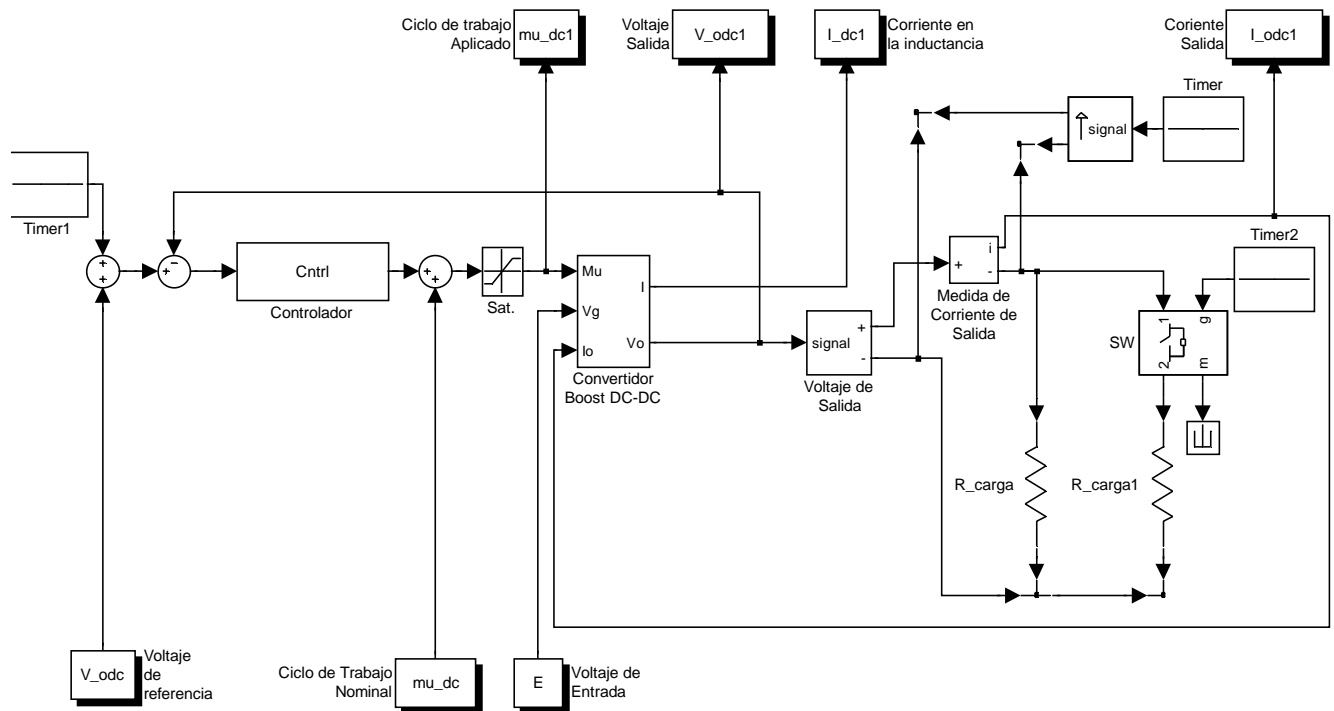 Ciclo de trabajo
Aplicado
mu_dc1
Voltaje
Salida
V_odc1
I_dc1
Corriente en
la inductancia
Coriente
Salida
I_odc1
Timer
signal
Timer1
Timer2
+
+
+
-
Cntrl
Controlador
+
+
Sat.
Mu
Vg
Io
I
Vo
Convertidor
Boost DC-DC
signal
+
-
Voltaje de
Salida
+
i
-
Medida de
Corriente de
Salida
SW
1
g
2
m
R_carga
R_carga1
V_odc
Voltaje
de
referencia
Ciclo de Trabajo
Nominal
mu_dc
E
Voltaje de
Entrada